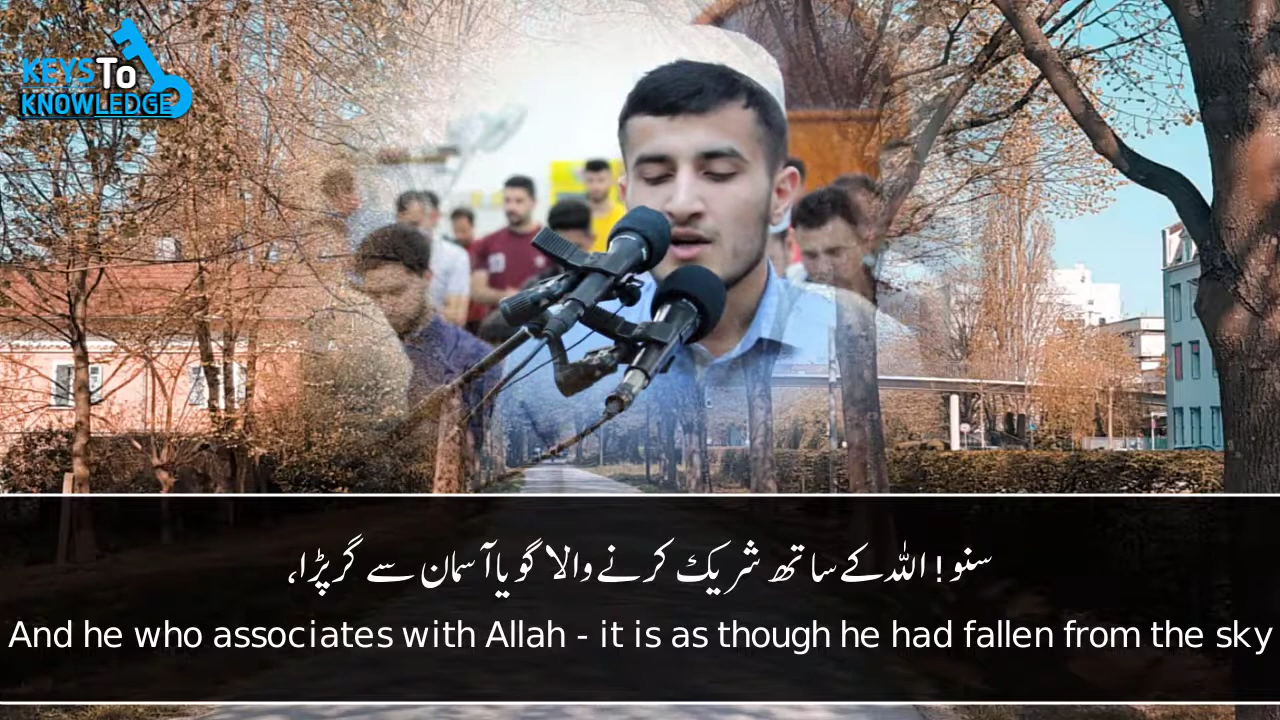 KEYS To
KNOWLEDGE
سنو! اللہ کے ساتھ شریک کرنے والا گویا آسمان سے گر پڑا،
And he who associates with Allah - it is as though he had fallen from the sky